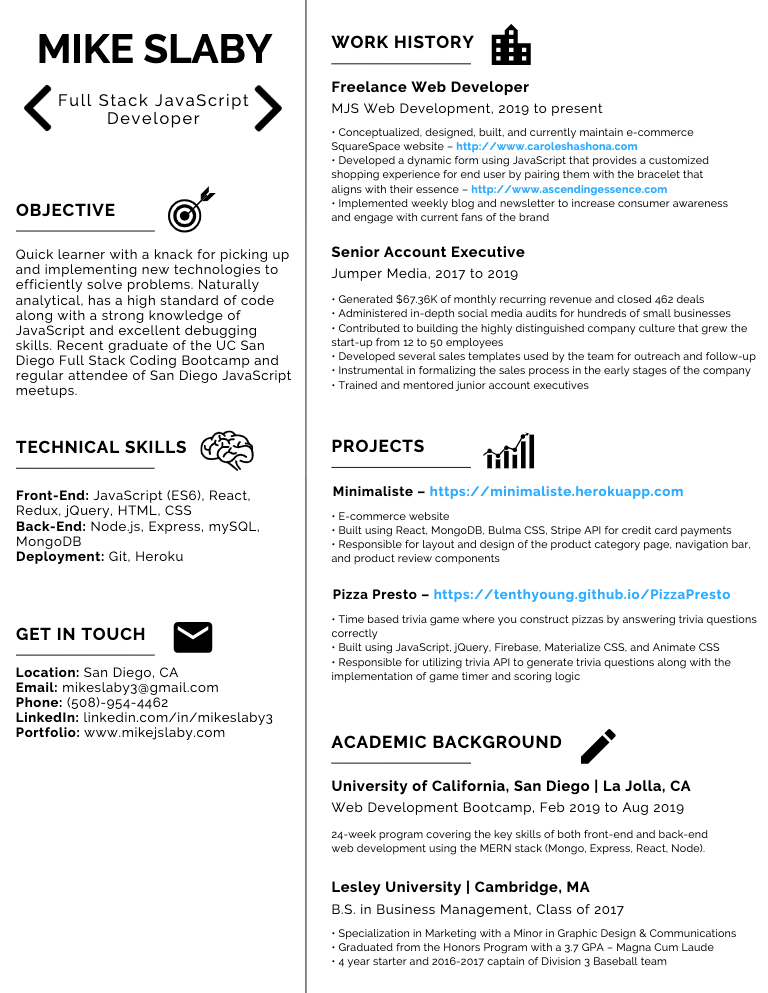 MIKE SLABY
Full Stack JavaScript
Developer
OBJECTIVE
Quick learner with a knack for picking up
and implementing new technologies to
efficiently solve problems. Naturally
analytical, has a high standard of code
along with a strong knowledge of
JavaScript and excellent debugging
skills. Recent graduate of the UC San
Diego Full Stack Coding Bootcamp and
regular attendee of San Diego JavaScript
meetups.
TECHNICAL SKILLS
Front-End: JavaScript (ES6), React,
Redux, jQuery, HTML, CSS
Back-End: Node.js, Express, mySQL,
MongoDB
Deployment: Git, Heroku
GET IN TOUCH
Location: San Diego, CA
Email: mikeslaby3@gmail.com
Phone: (508)-954-4462
LinkedIn: linkedin.com/in/mikeslaby3
Portfolio: www.mikejslaby.com
WORK HISTORY
Freelance Web Developer
MJS Web Development, 2019 to present
• Conceptualized, designed, built, and currently maintain e-commerce
SquareSpace website – http://www.caroleshashona.com
• Developed a dynamic form using JavaScript that provides a customized
shopping experience for end user by pairing them with the bracelet that
aligns with their essence – http://www.ascendingessence.com
• Implemented weekly blog and newsletter to increase consumer awareness
and engage with current fans of the brand
Senior Account Executive
Jumper Media, 2017 to 2019
• Generated $67.36K of monthly recurring revenue and closed 462 deals
• Administered in-depth social media audits for hundreds of small businesses
• Contributed to building the highly distinguished company culture that grew the
start-up from 12 to 50 employees
• Developed several sales templates used by the team for outreach and follow-up
• Instrumental in formalizing the sales process in the early stages of the company
• Trained and mentored junior account executives
PROJECTS
Minimaliste – https://minimaliste.herokuapp.com
• E-commerce website
• Built using React, MongoDB, Bulma CSS, Stripe API for credit card payments
• Responsible for layout and design of the product category page, navigation bar,
and product review components
Pizza Presto – https://tenthyoung.github.io/PizzaPresto
• Time based trivia game where you construct pizzas by answering trivia questions
correctly
• Built using JavaScript, jQuery, Firebase, Materialize CSS, and Animate CSS
• Responsible for utilizing trivia API to generate trivia questions along with the
implementation of game timer and scoring logic
ACADEMIC BACKGROUND
University of California, San Diego | La Jolla, CA
Web Development Bootcamp, Feb 2019 to Aug 2019
24-week program covering the key skills of both front-end and back-end
web development using the MERN stack (Mongo, Express, React, Node).
Lesley University | Cambridge, MA
B.S. in Business Management, Class of 2017
• Specialization in Marketing with a Minor in Graphic Design & Communications
• Graduated from the Honors Program with a 3.7 GPA – Magna Cum Laude
• 4 year starter and 2016-2017 captain of Division 3 Baseball team